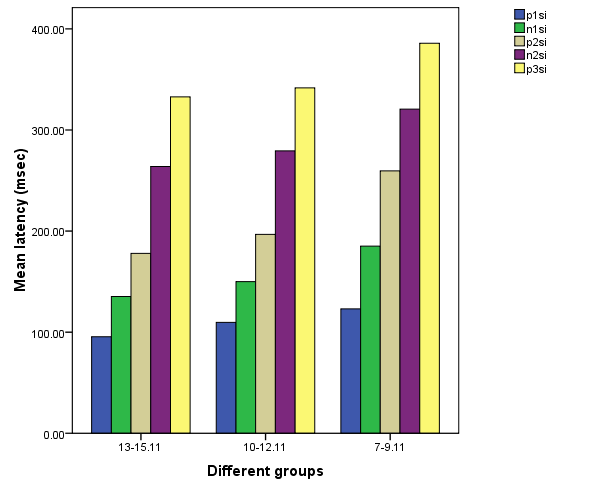 p1si
n1si
p2si
n2si
p3si
400.00
300.00
200.00
100.00
0.00
Mean latency (msec)
13-15.11
10-12.11
7-9.11
Different groups